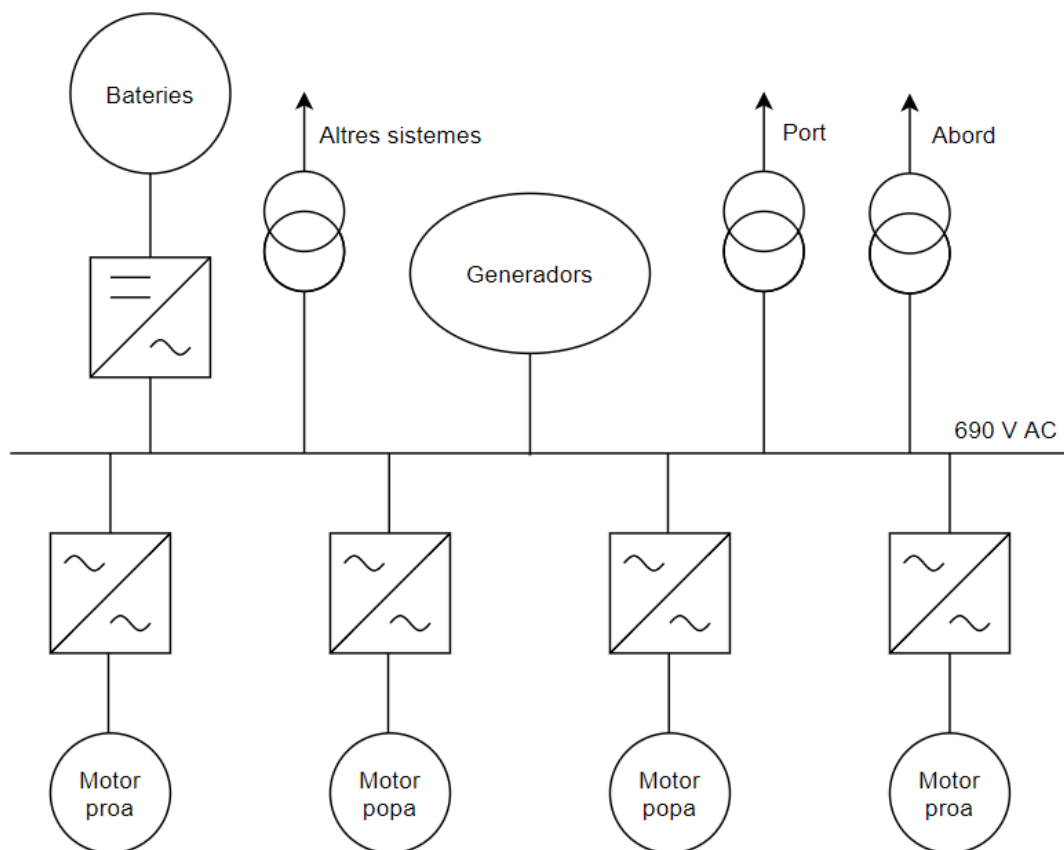 Bateries
Altres sistemes
Port
Abord
Generadors
690 V AC
Motor
proa
Motor
popa
Motor
popa
Motor
proa